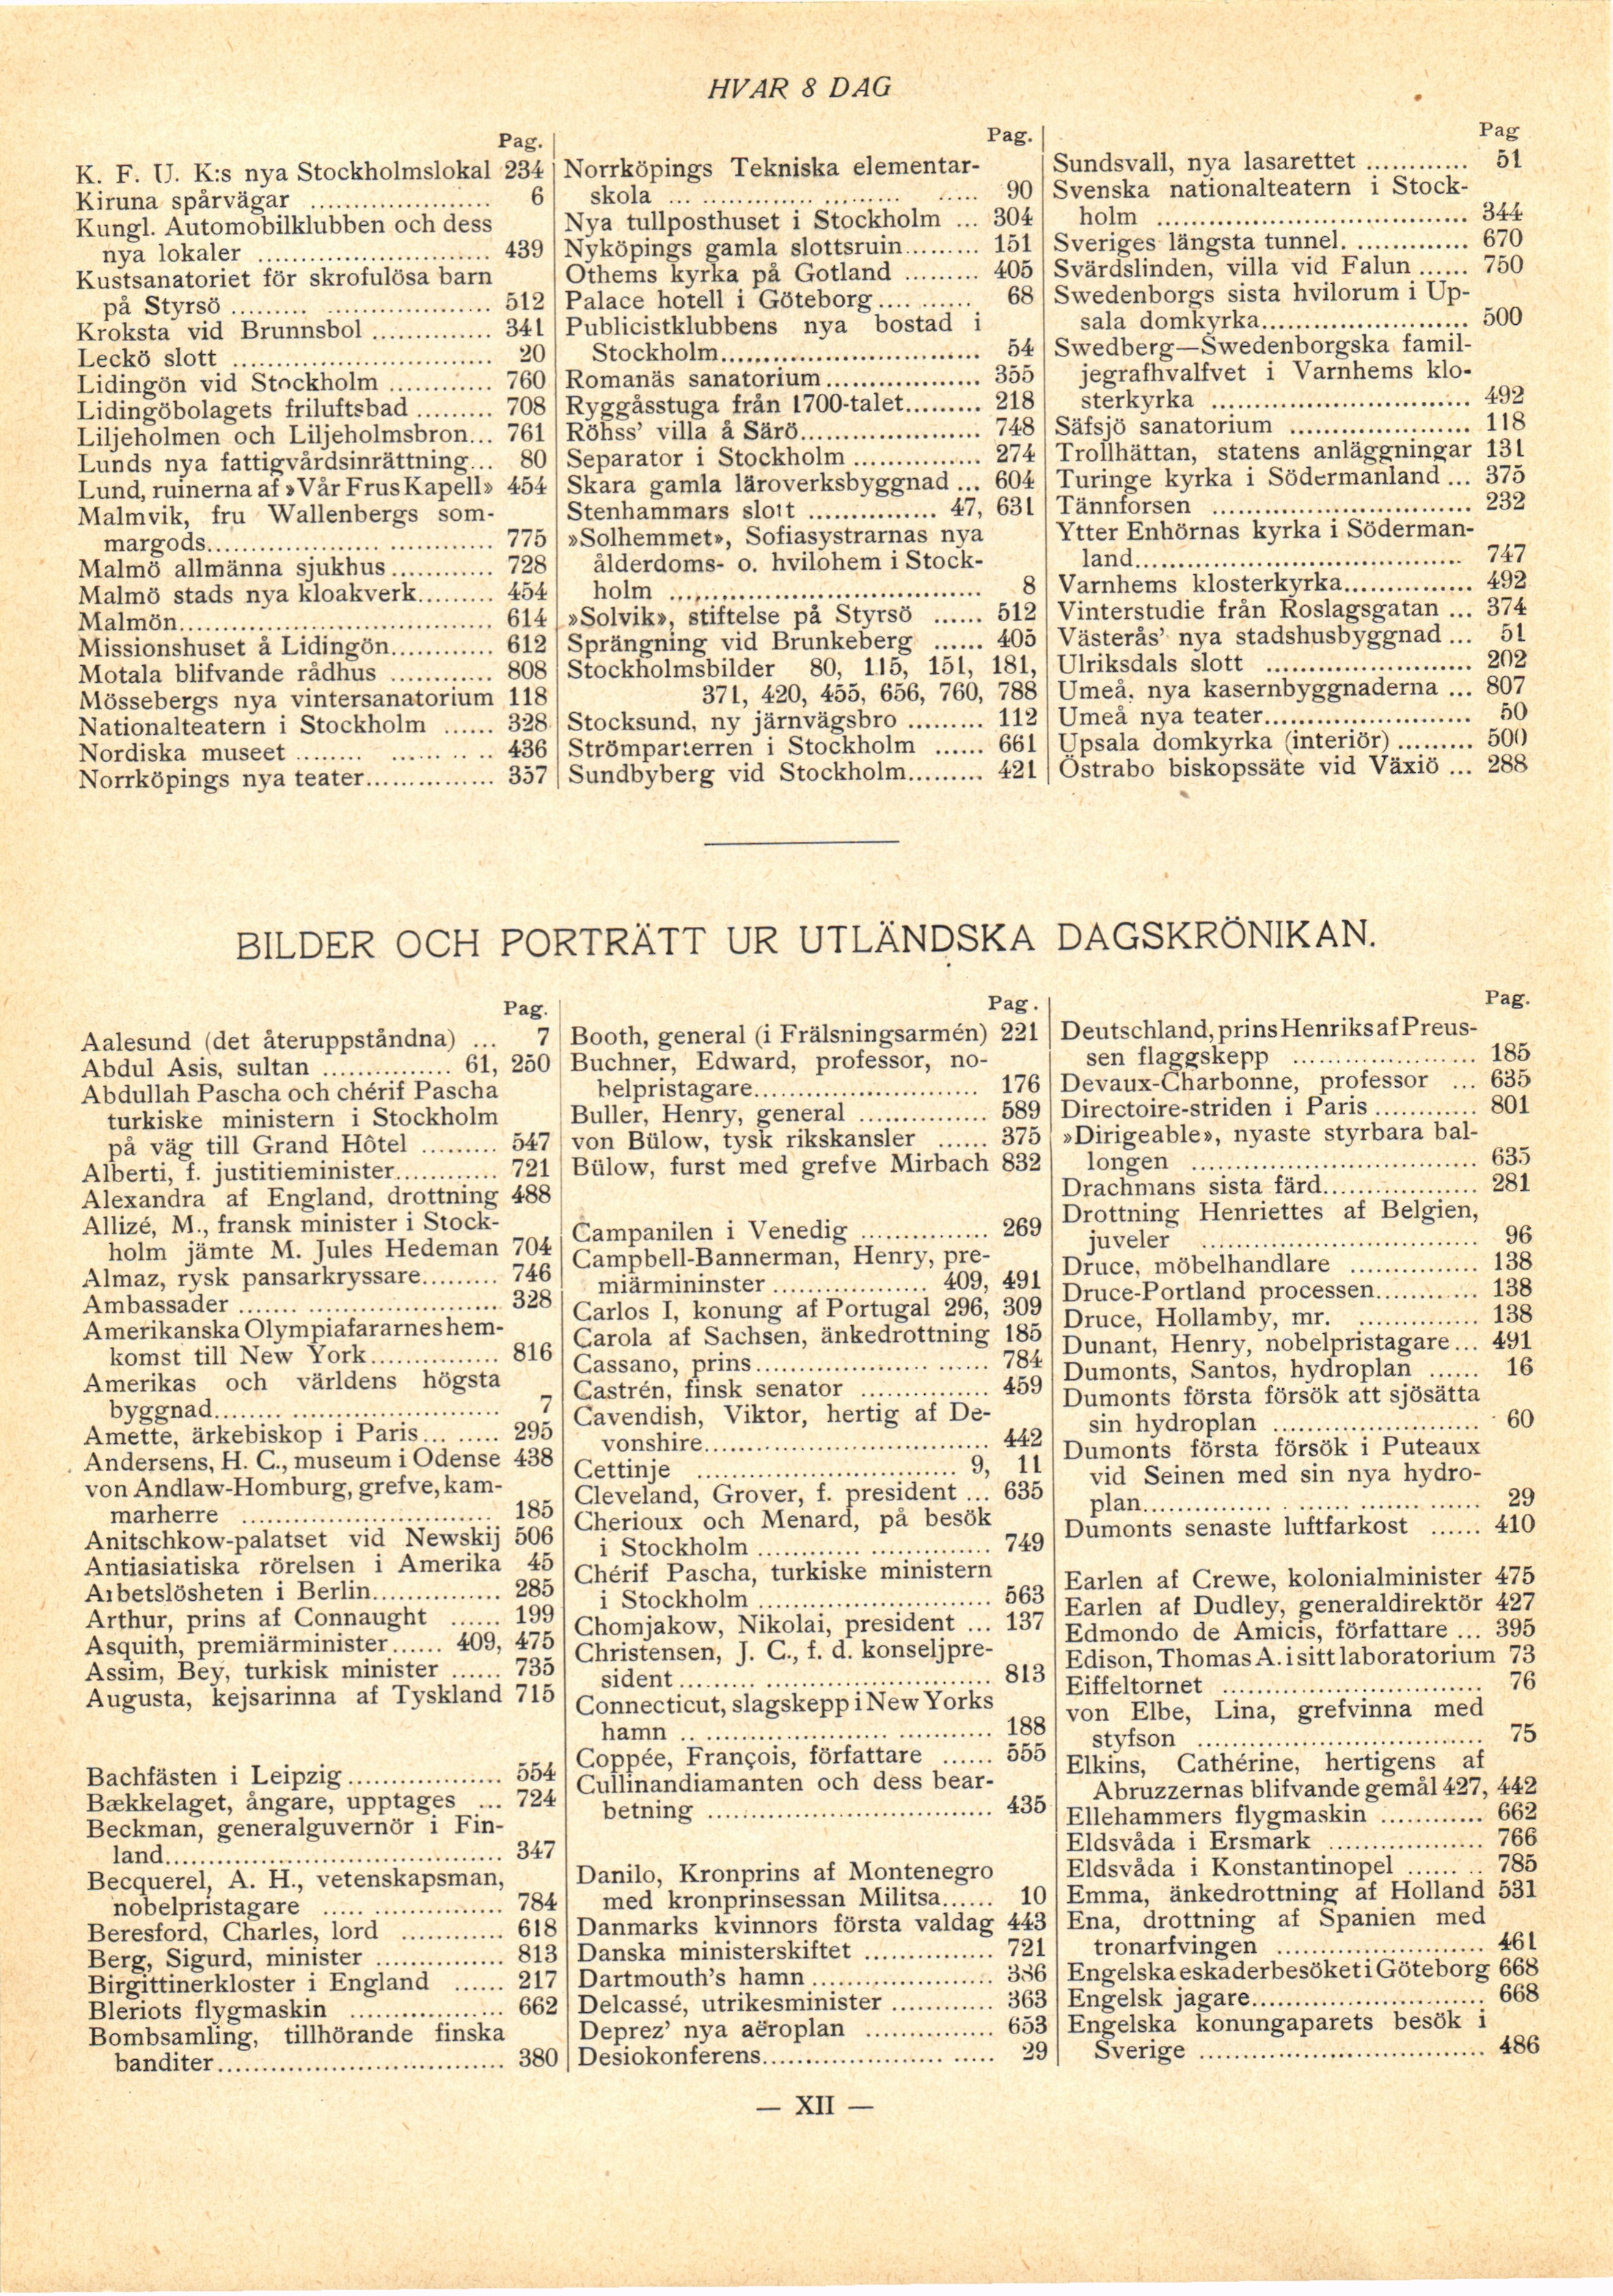 HVAR 8 DAG
Pag.
K. F. U. K:s nya Stockholmslokal 234
Kiruna spårvägar ..................... 6
Kungl. Automobilklubben och dess
nya lokaler ........................... 439
Kustsanatoriet för skrofulösa barn
på Styrsö ............................ 512
Kroksta vid Brunnsbol .............. 341
Leckö slott ............................ 20
Lidingön vid Stockholm ............ 760
Lidingöbolagets friluftsbad ......... 708
Liljeholmen och Liljeholmsbron... 761
Lunds nya fattigvårdsinrättning... 80
Lund, ruinerna af »Vår Frus Kapell» 454
Malmvik, fru Wallenbergs som-
margods................................ 775
Malmö allmänna sjukhus............ 728
Malmö stads nya kloakverk......... 454
Malmön.................................. 614
Missionshuset å Lidingön............ 612
Motala blifvande rådhus ............ 808
Mössebergs nya vintersanatorium 118
Nationalteatern i Stockholm ...... 328
Nordiska museet ..................... 436
Norrköpings nya teater............... 357
Pag.
Norrköpings Tekniska elementar-
skola ................................. 90
Nya tullposthuset i Stockholm ... 304
Nyköpings gamla slottsruin......... 151
Othems kyrka på Gotland ......... 405
Palace hotell i Göteborg............ 68
Publicistklubbens nya bostad i
Stockholm.............................. 54
Romanäs sanatorium.................. 355
Ryggåsstuga från 1700-talet......... 218
Röhss' villa å Särö..................... 748
Separator i Stockholm ............... 274
Skara gamla läroverksbyggnad ... 604
Stenhammars slott ............... 47, 631
»Solhemmet», Sofiasystrarnas nya
ålderdoms- o. hvilohem i Stock-
holm ................................. 8
»Solvik», stiftelse på Styrsö ...... 512
Sprängning vid Brunkeberg ...... 405
Stockholmsbilder 80, 115, 151, 181,
371, 420, 455, 656, 760, 788
Stocksund, ny järnvägsbro ......... 112
Strömparterren i Stockholm ...... 661
Sundbyberg vid Stockholm......... 421
Pag
Sundsvall, nya lasarettet ............ 51
Svenska nationalteatern i Stock-
holm ................................. 344
Sveriges längsta tunnel. ............. 670
Svärdslinden, villa vid Falun ...... 750
Swedenborgs sista hvilorum i Up-
sala domkyrka........................ 500
Swedberg—Swedenborgska famil-
jegrafhvalfvet i Varnhems klo-
sterkyrka .............................. 492
Säfsjö sanatorium ..................... 118
Trollhättan, statens anläggningar 131
Turinge kyrka i Södermanland ... 375
Tännforsen .............................. 232
Ytter Enhörnas kyrka i Söderman-
land.................................... 747
Varnhems klosterkyrka............... 492
Vinterstudie från Roslagsgatan ... 374
Västerås' nya stadshusbyggnad ... 51
Ulriksdals slott ........................ 202
Umeå, nya kasernbyggnaderna ... 807
Umeå nya teater........................ 50
Upsala domkyrka (interiör) ......... 500
Östrabo biskopssäte vid Växiö ... 288
BILDER OCH PORTRÄTT UR UTLÄNDSKA DAGSKRÖNIKAN.
Pag.
Aalesund (det återuppståndna) ... 7
Abdul Asis, sultan ............... 61, 250
Abdullah Pascha och chérif Pascha
turkiske ministern i Stockholm
på väg till Grand Hôtel ......... 547
Alberti, f. justitieminister............ 721
Alexandra af England, drottning 488
Allizé, M., fransk minister i Stock-
holm jämte M. Jules Hedeman 704
Almaz, rysk pansarkryssare......... 746
Ambassader .............................. 328
Amerikanska Olympiafararnes hem-
komst till New York............... 816
Amerikas och världens högsta
byggnad................................. 7
Amette, ärkebiskop i Paris......... 295
Andersens, H. C., museum i Odense 438
von Andlaw-Homburg, grefve, kam-
marherre .............................. 185
Anitschkow-palatset vid Newskij 506
Antiasiatiska rörelsen i Amerika 45
Arbetslösheten i Berlin............... 285
Arthur, prins af Connaught ...... 199
Asquith, premiärminister...... 409, 475
Assim, Bey, turkisk minister ...... 735
Augusta, kejsarinna af Tyskland 715
Bachfästen i Leipzig.................. 554
Bækkelaget, ångare, upptages ... 724
Beckman, generalguvernör i Fin-
land.................................... 347
Becquerel, A. H., vetenskapsman,
nobelpristagare ..................... 784
Beresford, Charles, lord ............ 618
Berg, Sigurd, minister ............... 813
Birgittinerkloster i England ...... 217
Bleriots flygmaskin .................. 662
Bombsamling, tillhörande finska
banditer................................. 380
Pag.
Booth, general (i Frälsningsarmén) 221
Buchner, Edward, professor, no-
belpristagare........................... 176
Buller, Henry, general ............... 589
von Bülow, tysk rikskansler ...... 375
Bülow, furst med grefve Mirbach 832
Campanilen i Venedig ............... 269
Campbell-Bannerman, Henry, pre-
miärmininster .................. 409, 491
Carlos I, konung af Portugal 296, 309
Carola af Sachsen, änkedrottning 185
Cassano, prins........................... 784
Castrén, finsk senator ............... 459
Cavendish, Viktor, hertig af De-
vonshire................................. 442
Cettinje .............................. 9, 11
Cleveland, Grover, f. president ... 635
Cherioux och Menard, på besök
i Stockholm ........................... 749
Chérif Pascha, turkiske ministern
i Stockholm ........................... 563
Chomjakow, Nikolai, president ... 137
Christensen, J. C., f. d. konseljpre-
sident.................................... 813
Connecticut, slagskepp i New Yorks
hamn .................................... 188
Coppée, François, författare ...... 555
Cullinandiamanten och dess bear-
betning ................................. 435
Danilo, Kronprins af Montenegro
med kronprinsessan Militsa...... 10
Danmarks kvinnors första valdag 443
Danska ministerskiftet ............... 721
Dartmouth's hamn ..................... 386
Delcassé, utrikesminister ............ 363
Deprez' nya aëroplan ............... 653
Desiokonferens........................... 29
Pag.
Deutschland, prins Henriks af Preus-
sen flaggskepp ..................... 185
Devaux-Charbonne, professor ... 635
Directoire-striden i Paris ............ 801
»Dirigeable», nyaste styrbara bal-
longen ................................. 635
Drachmans sista färd.................. 281
Drottning Henriettes af Belgien,
juveler ................................. 96
Druce, möbelhandlare ............... 138
Druce-Portland processen............ 138
Druce, Hollamby, mr. ............... 138
Dunant, Henry, nobelpristagare... 491
Dumonts, Santos, hydroplan ...... 16
Dumonts första försök att sjösätta
sin hydroplan ........................ 60
Dumonts första försök i Puteaux
vid Seinen med sin nya hydro-
plan.................................... 29
Dumonts senaste luftfarkost ...... 410
Earlen af Crewe, kolonialminister 475
Earlen af Dudley, generaldirektör 427
Edmondo de Amicis, författare ... 395
Edison, Thomas A. i sitt laboratorium 73
Eiffeltornet .............................. 76
von Elbe, Lina, grefvinna med
styfson ................................. 75
Elkins, Cathérine, hertigens af
Abruzzernas blifvande gemål 427, 442
Ellehammers flygmaskin ............ 662
Eldsvåda i Ersmark .................. 766
Eldsvåda i Konstantinopel ......... 785
Emma, änkedrottning af Holland 531
Ena, drottning af Spanien med
tronarfvingen ........................ 461
Engelska eskaderbesöket i Göteborg 668
Engelsk jagare........................... 668
Engelska konungaparets besök i
Sverige ................................. 486
— XII —